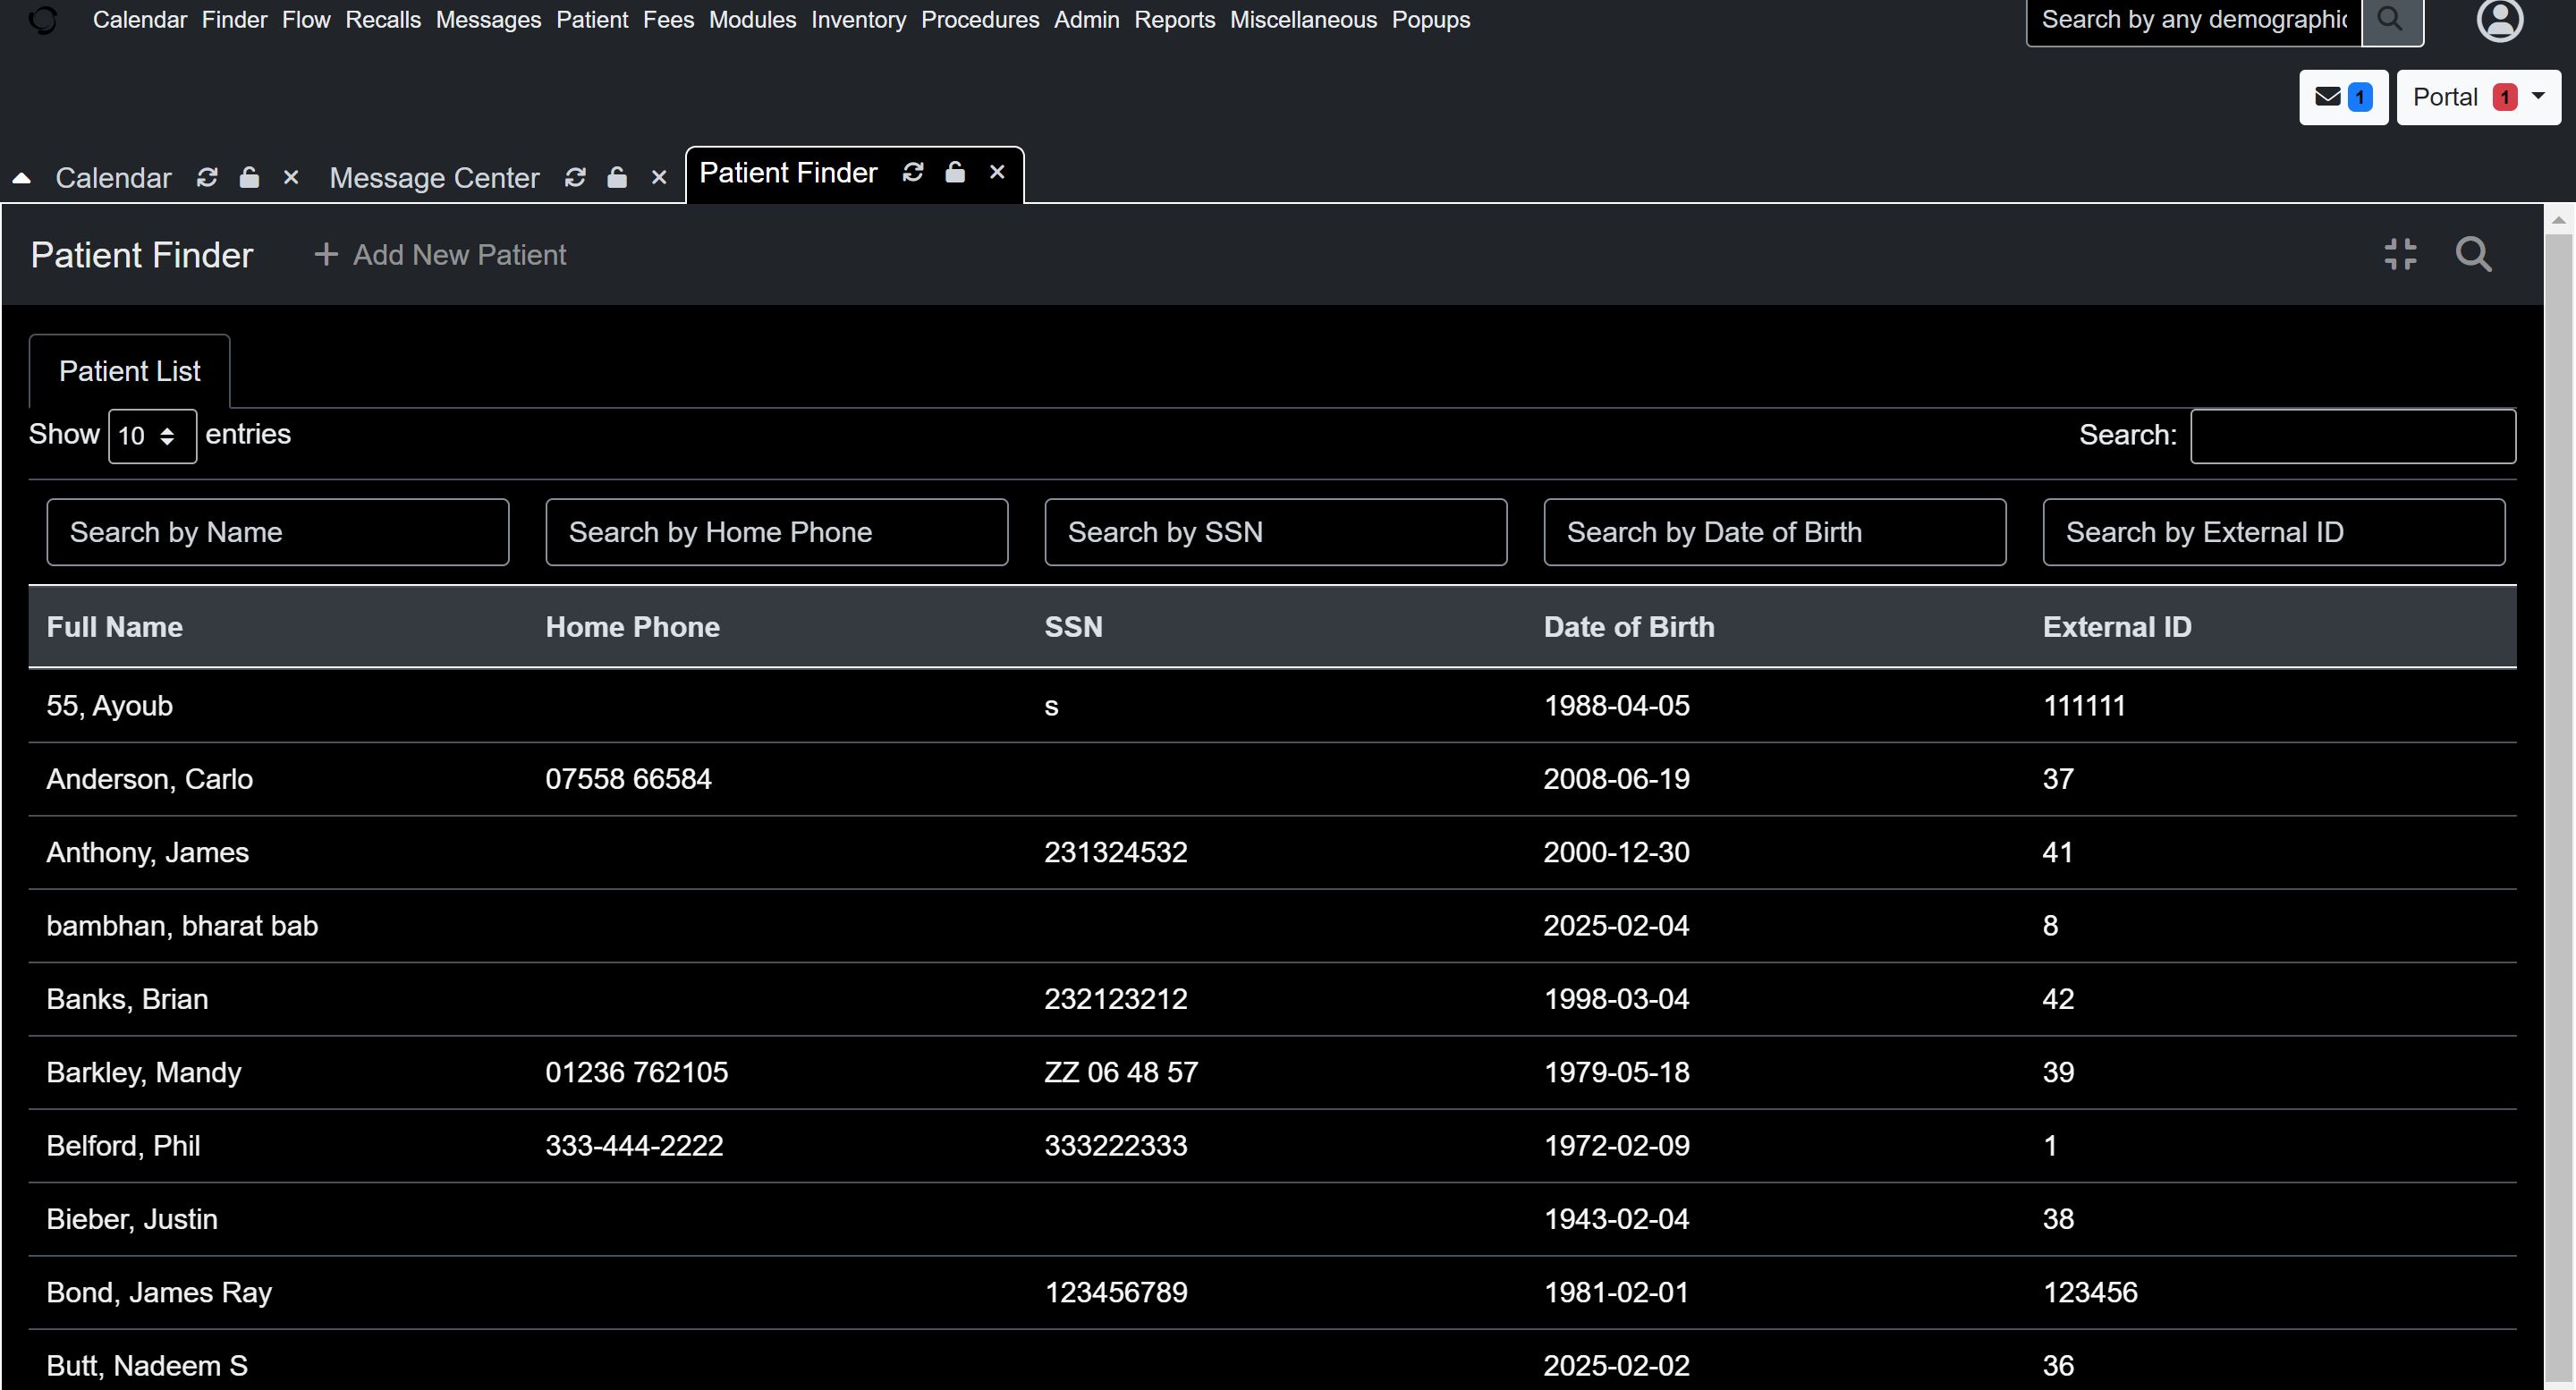 Calendar Finder Flow Recalls Messages Patient Fees Modules Inventory Procedures Admin Reports Miscellaneous Popups Search by any demographic
1 Portal 1
Calendar Message Center Patient Finder
Patient Finder Add New Patient
Patient List
Show 10 entries Search:
Search by Name Search by Home Phone Search by SSN Search by Date of Birth Search by External ID
Full Name Home Phone SSN Date of Birth External ID
55, Ayoub s 1988-04-05 111111
Anderson, Carlo 07558 66584 2008-06-19 37
Anthony, James 231324532 2000-12-30 41
bambhan, bharat bab 2025-02-04 8
Banks, Brian 232123212 1998-03-04 42
Barkley, Mandy 01236 762105 ZZ 06 48 57 1979-05-18 39
Belford, Phil 333-444-2222 333222333 1972-02-09 1
Bieber, Justin 1943-02-04 38
Bond, James Ray 123456789 1981-02-01 123456
Butt, Nadeem S 2025-02-02 36